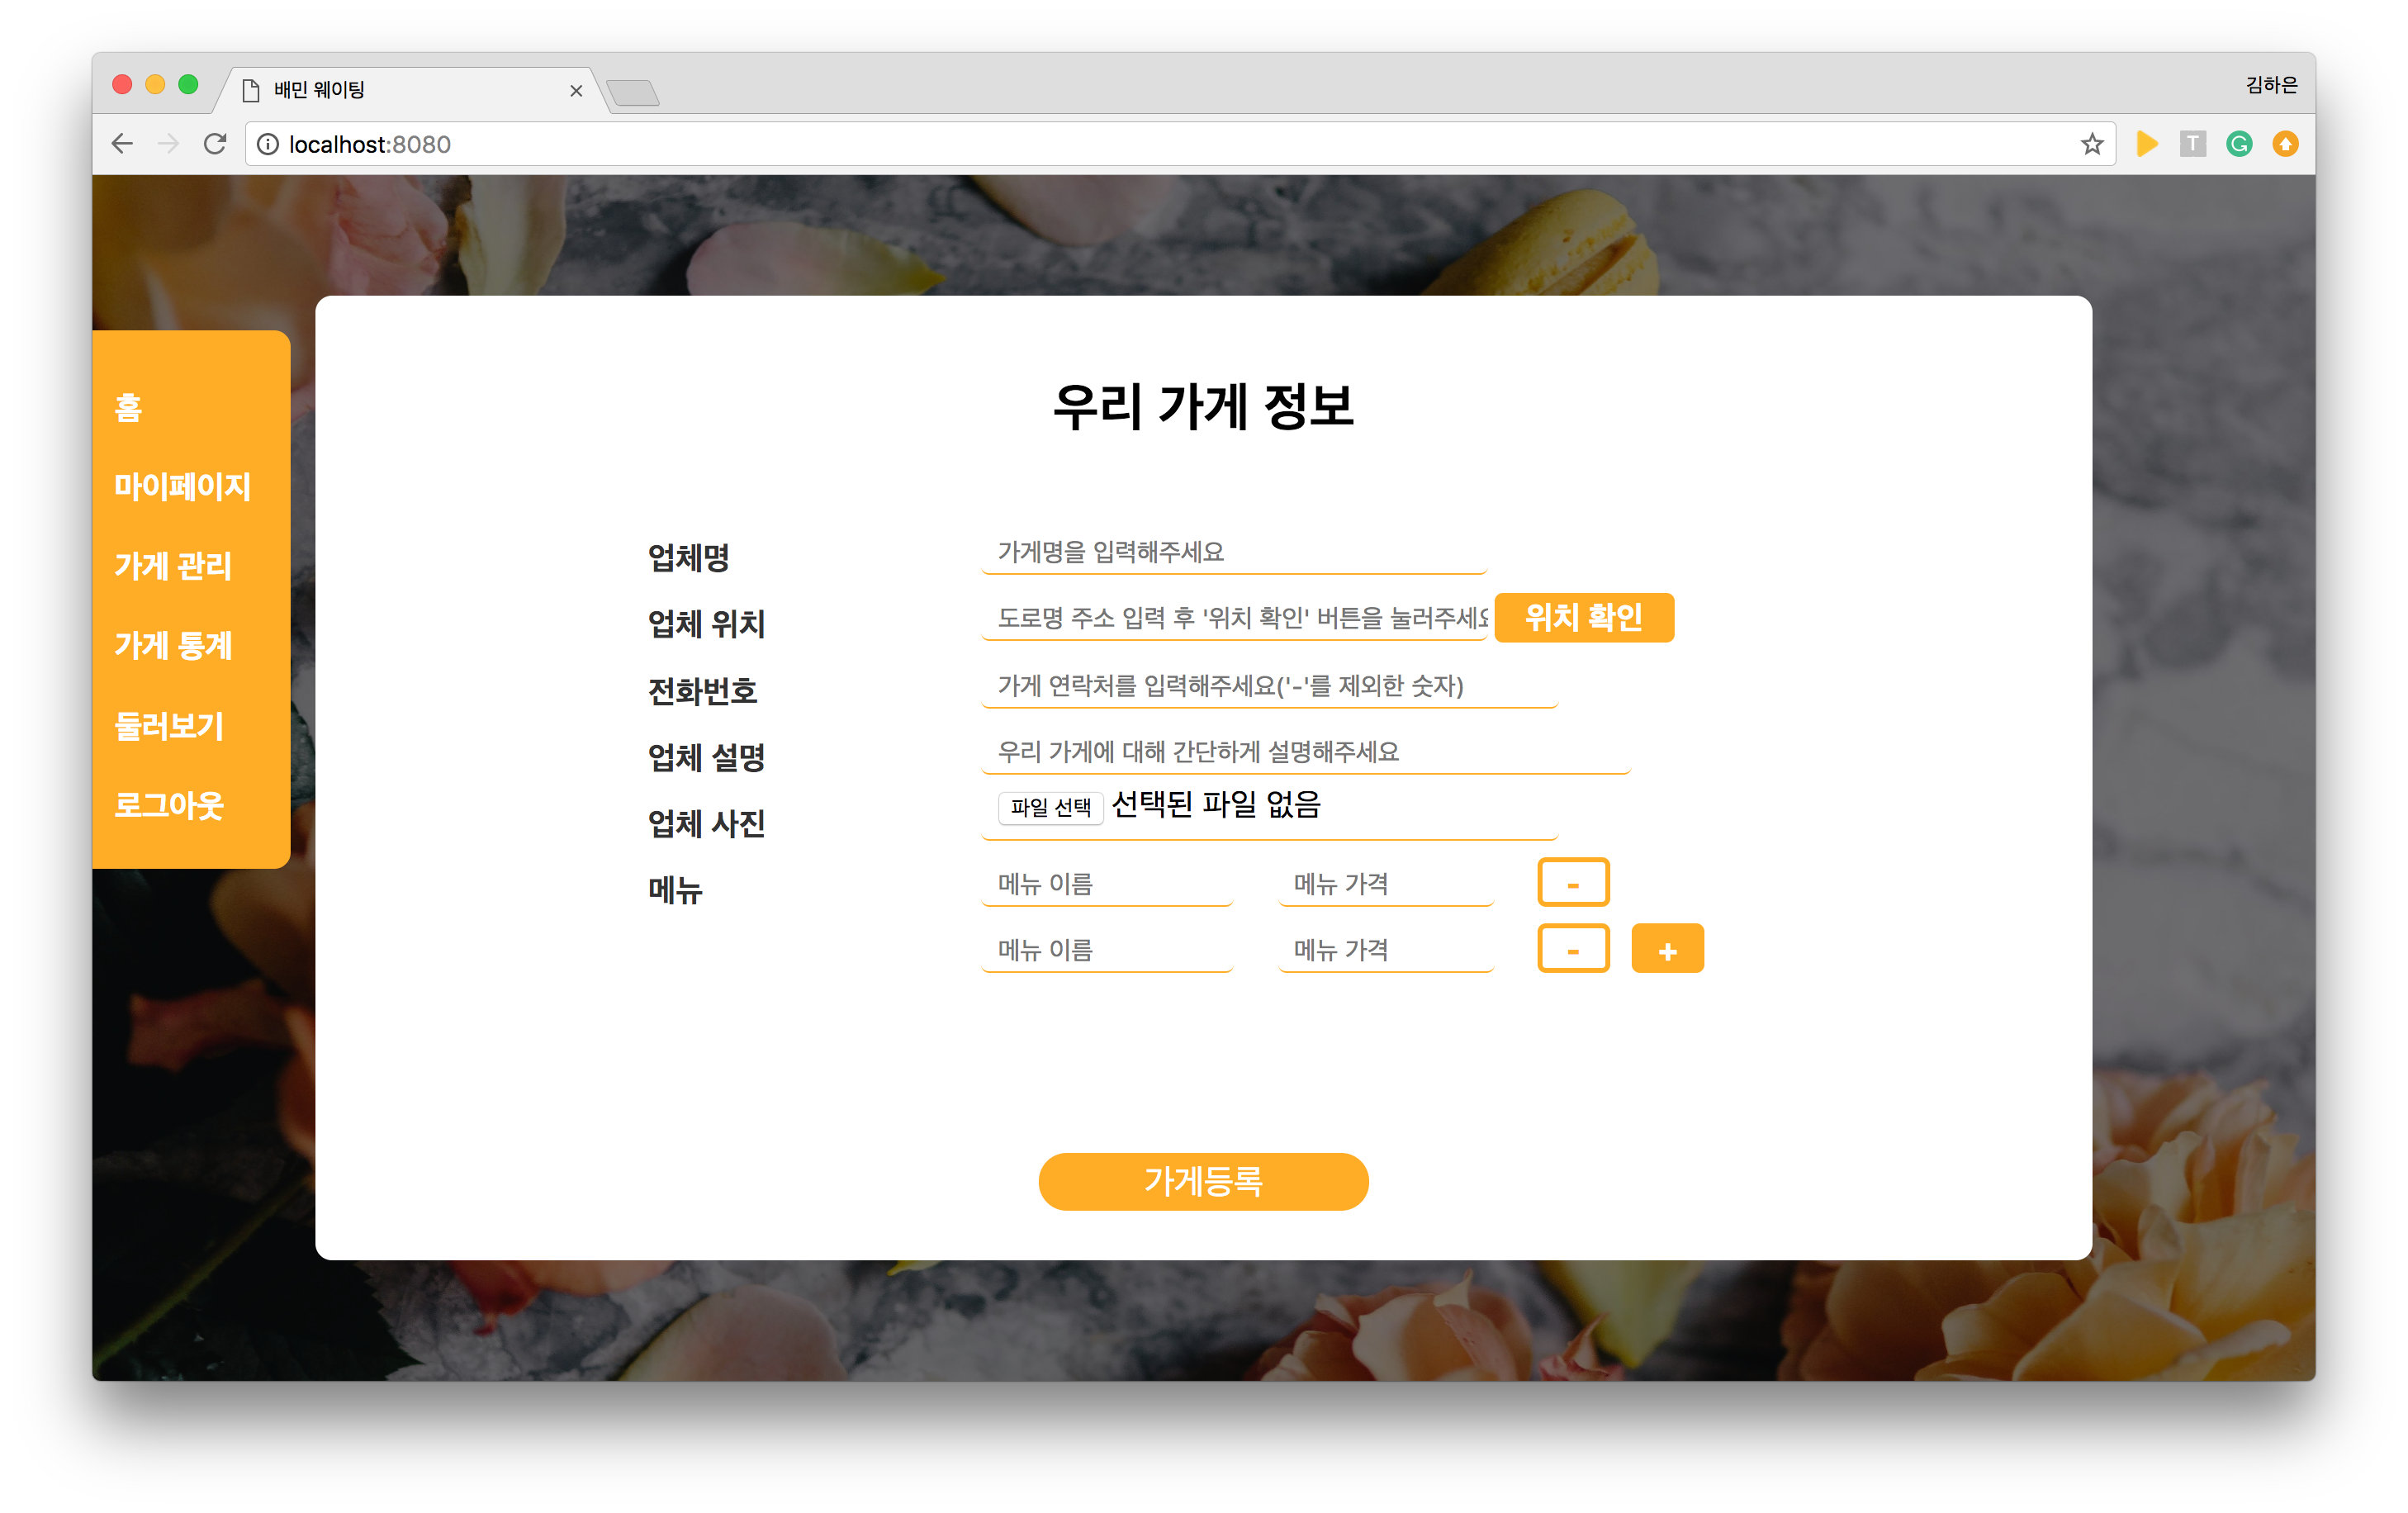 배민 웨이팅
김하은
localhost:8080
T
G
홈
마이페이지
가게 관리
가게 통계
둘러보기
로그아웃
우리 가게 정보
업체명 가게명을 입력해주세요
업체 위치 도로명 주소 입력 후 '위치 확인' 버튼을 눌러주세요 위치 확인
전화번호 가게 연락처를 입력해주세요('-'를 제외한 숫자)
업체 설명 우리 가게에 대해 간단하게 설명해주세요
업체 사진 파일 선택 선택된 파일 없음
메뉴 메뉴 이름 메뉴 가격 -
메뉴 이름 메뉴 가격 - +
가게등록